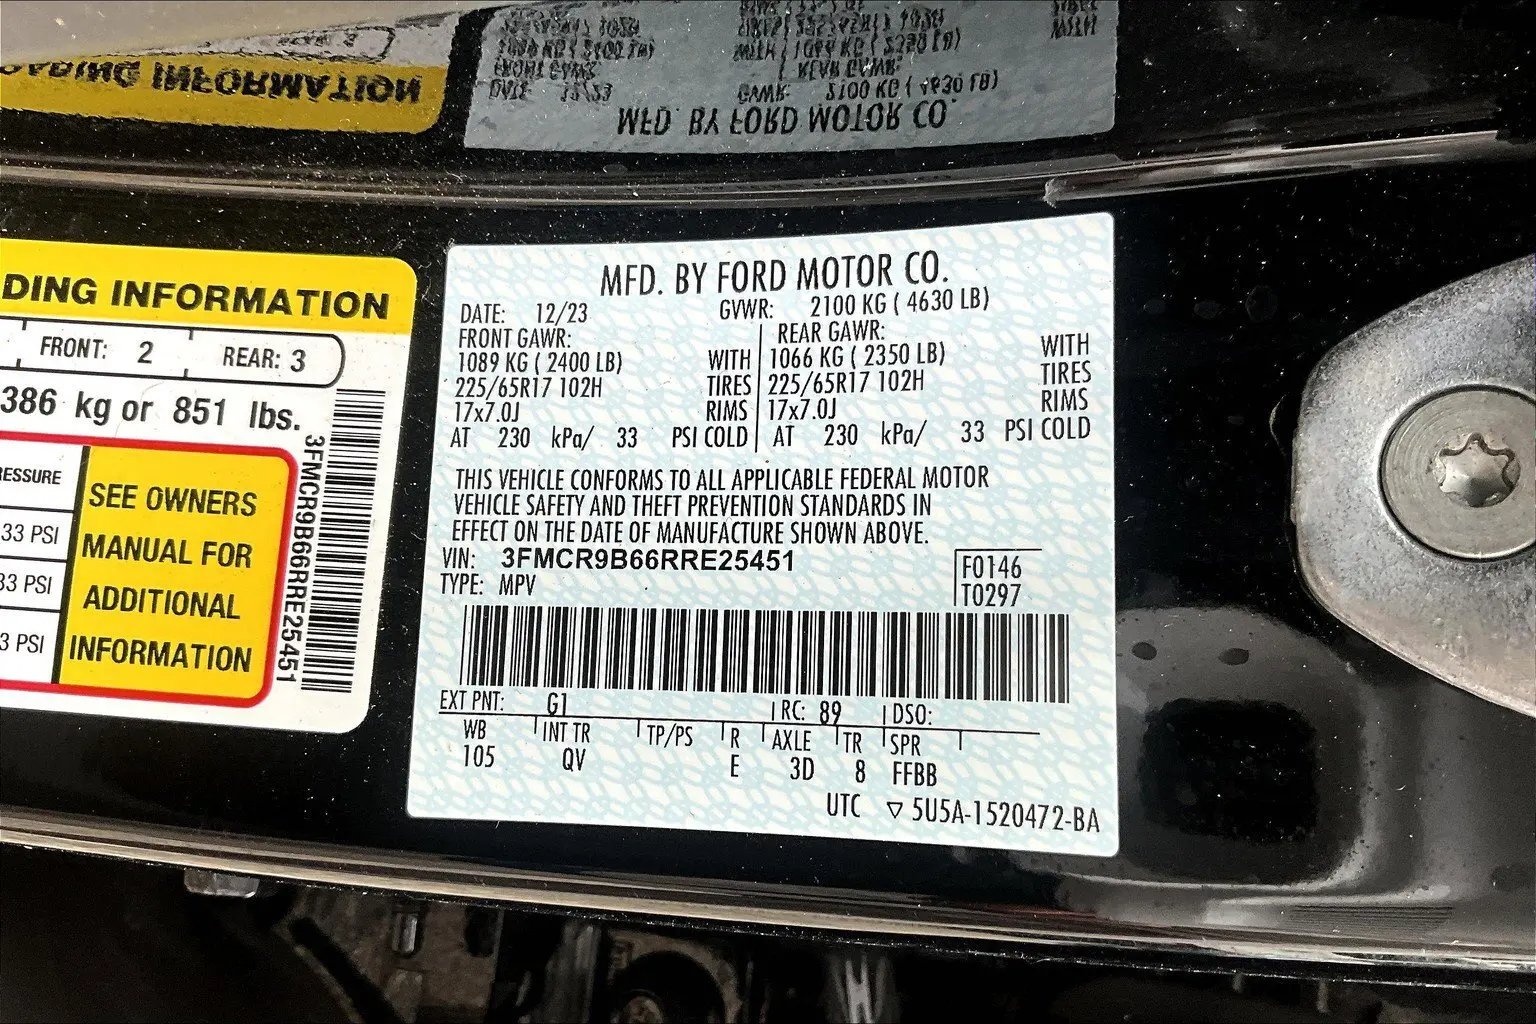 DING INFORMATION
FRONT: 2 REAR: 3
386 kg or 851 lbs.
ESSURE
33 PSI
33 PSI
3 PSI
SEE OWNERS
MANUAL FOR
ADDITIONAL
INFORMATION
3FMCR9B66RRE25451
MFD. BY FORD MOTOR CO.
DATE: 12/23 GVWR: 2100 KG ( 4630 LB)
FRONT GAWR: REAR GAWR:
1089 KG ( 2400 LB) WITH 1066 KG ( 2350 LB) WITH
225/65R17 102H TIRES 225/65R17 102H TIRES
17x7.0J RIMS 17x7.0J RIMS
AT 230 kPa/ 33 PSI COLD AT 230 kPa/ 33 PSI COLD
THIS VEHICLE CONFORMS TO ALL APPLICABLE FEDERAL MOTOR
VEHICLE SAFETY AND THEFT PREVENTION STANDARDS IN
EFFECT ON THE DATE OF MANUFACTURE SHOWN ABOVE.
VIN: 3FMCR9B66RRE25451
TYPE: MPV
F0146
T0297
EXT PNT: G1 RC: 89 DSO:
WB INT TR TP/PS R AXLE TR SPR
105 QV E 3D 8 FFBB
UTC ▽ 5U5A-1520472-BA